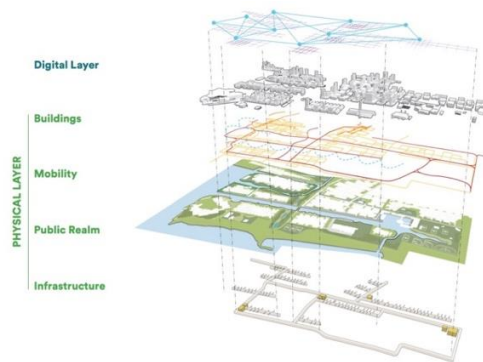 Digital Layer
Buildings
Mobility
PHYSICAL LAYER
Public Realm
Infrastructure